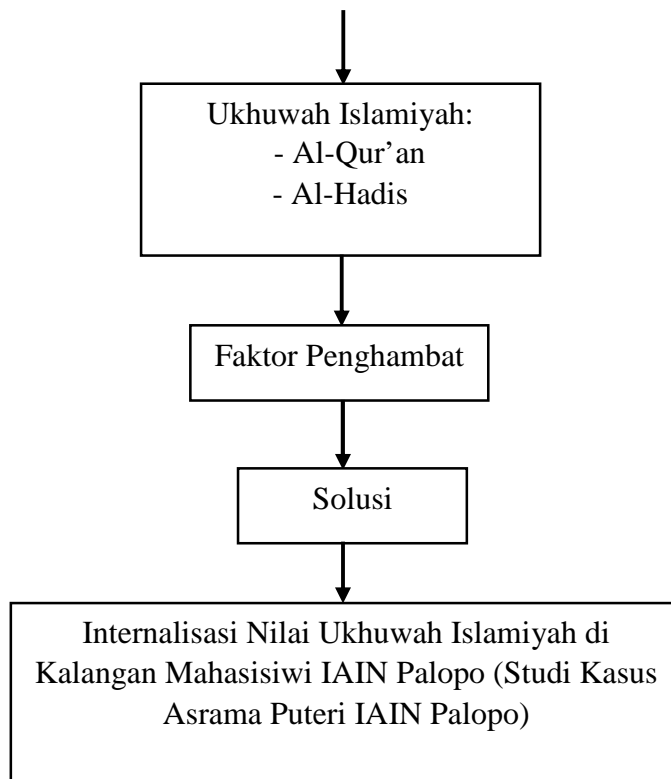 Ukhuwah Islamiyah:
- Al-Qur’an
- Al-Hadis
Faktor Penghambat
Solusi
Internalisasi Nilai Ukhuwah Islamiyah di
Kalangan Mahasisiwi IAIN Palopo (Studi Kasus
Asrama Puteri IAIN Palopo)